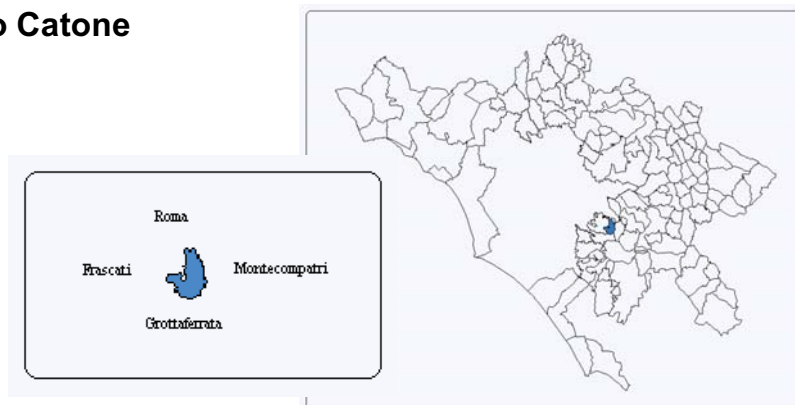 Catone
Roma
Frascati
Montecompatri
Grottaferrata